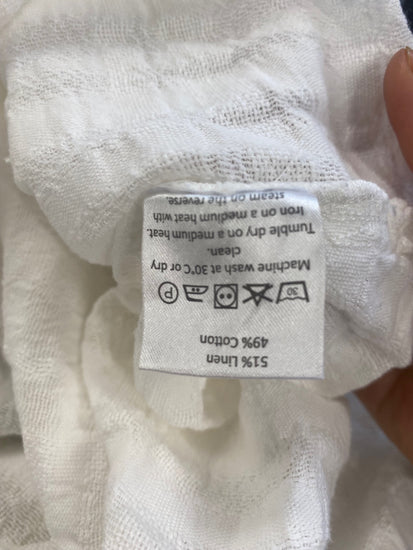 51% Linen
49% Cotton
30 P
Machine wash at 30°C or dry
clean.
Tumble dry on a medium heat.
Iron on a medium heat with
steam on the reverse.